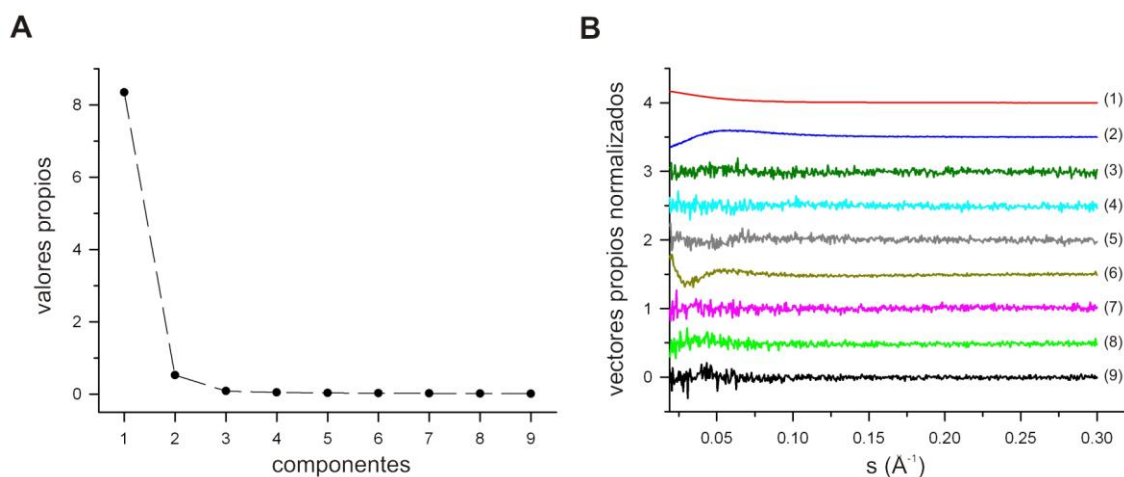 A
valores propios
8
6
4
2
0
1 2 3 4 5 6 7 8 9
componentes
B
vectores propios normalizados
4
3
2
1
0
(1)
(2)
(3)
(4)
(5)
(6)
(7)
(8)
(9)
0.05 0.10 0.15 0.20 0.25 0.30
s (Å⁻¹)